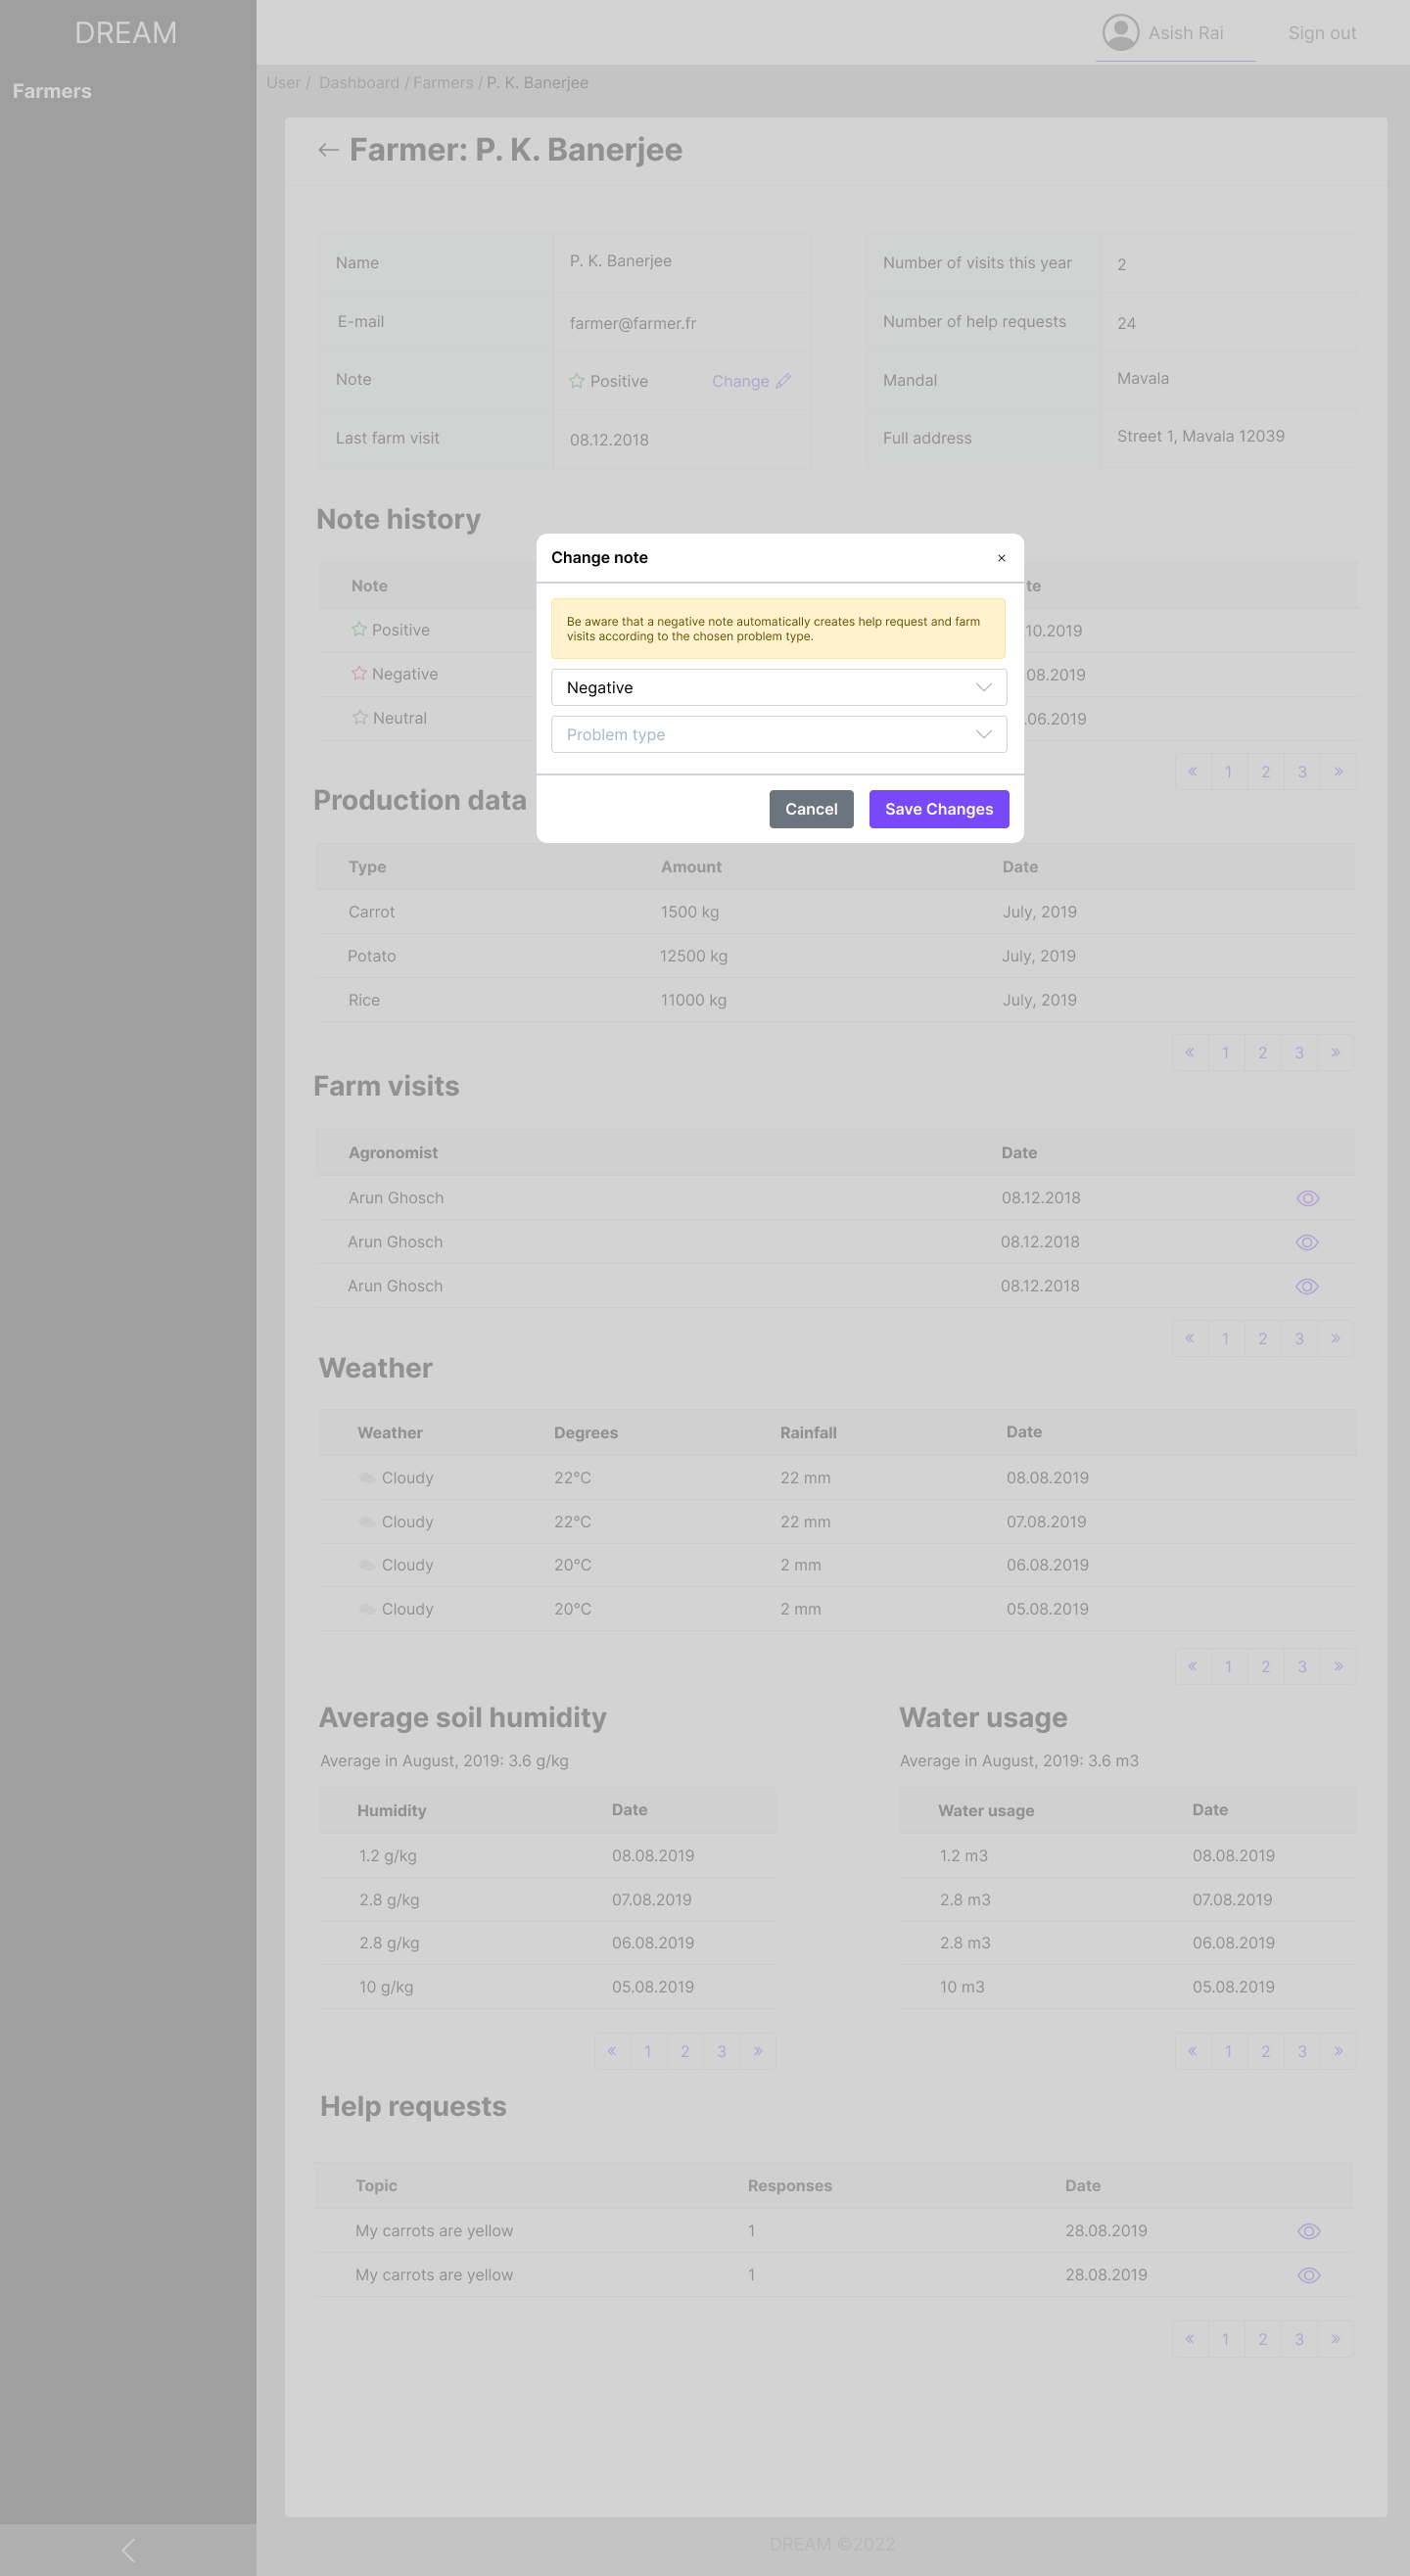 DREAM
Asish Rai
Sign out
Farmers
User / Dashboard / Farmers / P. K. Banerjee
Farmer: P. K. Banerjee
Name P. K. Banerjee
E-mail farmer@farmer.fr
Note Positive Change
Last farm visit 08.12.2018
Number of visits this year 2
Number of help requests 24
Mandal Mavala
Full address Street 1, Mavala 12039
Note history
Note
Positive .10.2019
Negative .08.2019
Neutral .06.2019
« 1 2 3 »
Change note ×
Be aware that a negative note automatically creates help request and farm
visits according to the chosen problem type.
Negative
Problem type
Cancel Save Changes
Production data
Type Amount Date
Carrot 1500 kg July, 2019
Potato 12500 kg July, 2019
Rice 11000 kg July, 2019
« 1 2 3 »
Farm visits
Agronomist Date
Arun Ghosch 08.12.2018
Arun Ghosch 08.12.2018
Arun Ghosch 08.12.2018
« 1 2 3 »
Weather
Weather Degrees Rainfall Date
Cloudy 22°C 22 mm 08.08.2019
Cloudy 22°C 22 mm 07.08.2019
Cloudy 20°C 2 mm 06.08.2019
Cloudy 20°C 2 mm 05.08.2019
« 1 2 3 »
Average soil humidity
Average in August, 2019: 3.6 g/kg
Humidity Date
1.2 g/kg 08.08.2019
2.8 g/kg 07.08.2019
2.8 g/kg 06.08.2019
10 g/kg 05.08.2019
« 1 2 3 »
Water usage
Average in August, 2019: 3.6 m3
Water usage Date
1.2 m3 08.08.2019
2.8 m3 07.08.2019
2.8 m3 06.08.2019
10 m3 05.08.2019
« 1 2 3 »
Help requests
Topic Responses Date
My carrots are yellow 1 28.08.2019
My carrots are yellow 1 28.08.2019
« 1 2 3 »
DREAM ©2022